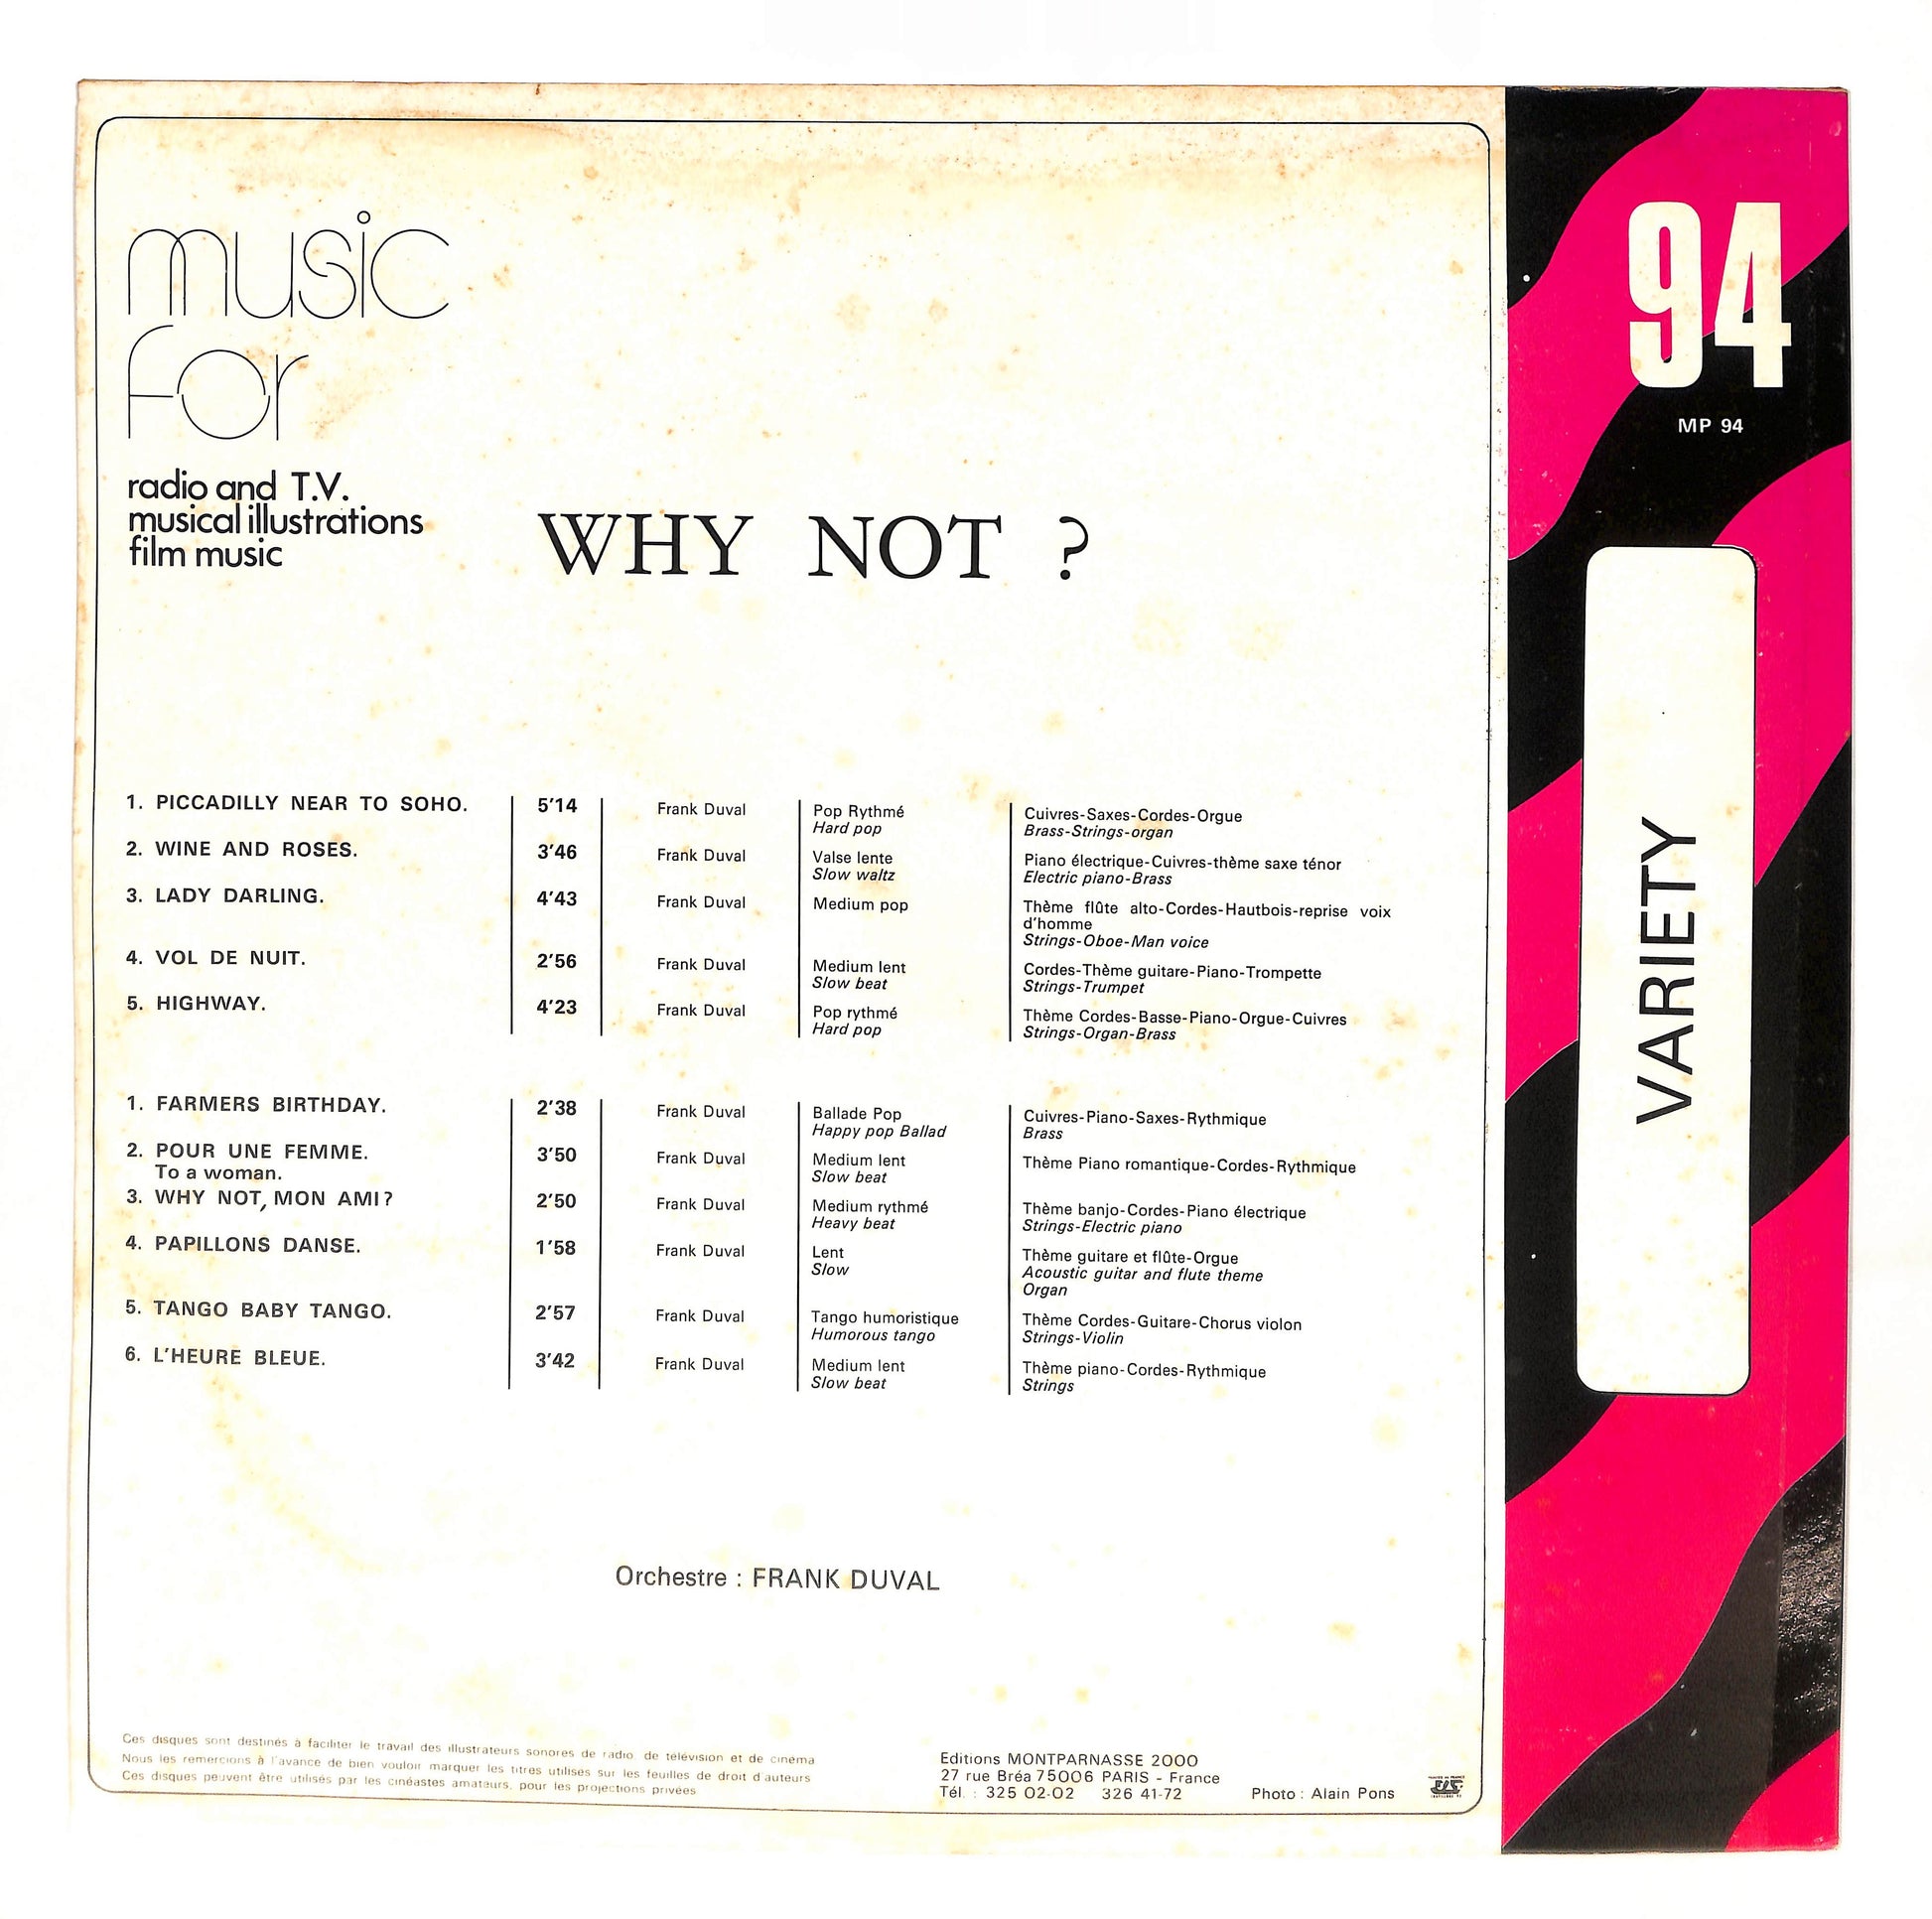 music
for
radio and T.V.
musical illustrations
film music
WHY NOT ?
1. PICCADILLY NEAR TO SOHO. 5'14 Frank Duval Pop Rythmé Cuivres-Saxes-Cordes-Orgue
Hard pop Brass-Strings-organ
2. WINE AND ROSES. 3'46 Frank Duval Valse lente Piano électrique-Cuivres-thème saxe ténor
Slow waltz Electric piano-Brass
3. LADY DARLING. 4'43 Frank Duval Medium pop Thème flûte alto-Cordes-Hautbois-reprise voix
d'homme
Strings-Oboe-Man voice
4. VOL DE NUIT. 2'56 Frank Duval Medium lent Cordes-Thème guitare-Piano-Trompette
Slow beat Strings-Trumpet
5. HIGHWAY. 4'23 Frank Duval Pop rythmé Thème Cordes-Basse-Piano-Orgue-Cuivres
Hard pop Strings-Organ-Brass
1. FARMERS BIRTHDAY. 2'38 Frank Duval Ballade Pop Cuivres-Piano-Saxes-Rythmique
Happy pop Ballad Brass
2. POUR UNE FEMME. 3'50 Frank Duval Medium lent Thème Piano romantique-Cordes-Rythmique
To a woman. Slow beat
3. WHY NOT, MON AMI? 2'50 Frank Duval Medium rythmé Thème banjo-Cordes-Piano électrique
Heavy beat Strings-Electric piano
4. PAPILLONS DANSE. 1'58 Frank Duval Lent Thème guitare et flûte-Orgue
Slow Acoustic guitar and flute theme
Organ
5. TANGO BABY TANGO. 2'57 Frank Duval Tango humoristique Thème Cordes-Guitare-Chorus violon
Humorous tango Strings-Violin
6. L'HEURE BLEUE. 3'42 Frank Duval Medium lent Thème piano-Cordes-Rythmique
Slow beat Strings
Orchestre : FRANK DUVAL
Ces disques sont destinés à faciliter le travail des illustrateurs sonores de radio de télévision et de cinema
Nous les remercions à l'avance de bien vouloir marquer les titres utilisés sur les feuilles de droit d'auteurs
Ces disques peuvent être utilisés par les cinéastes amateurs, pour les projections privées
Editions MONTPARNASSE 2000
27 rue Bréa 75006 PARIS - France
Tél. : 325 02-02 326 41-72
Photo : Alain Pons
94
MP 94
VARIETY